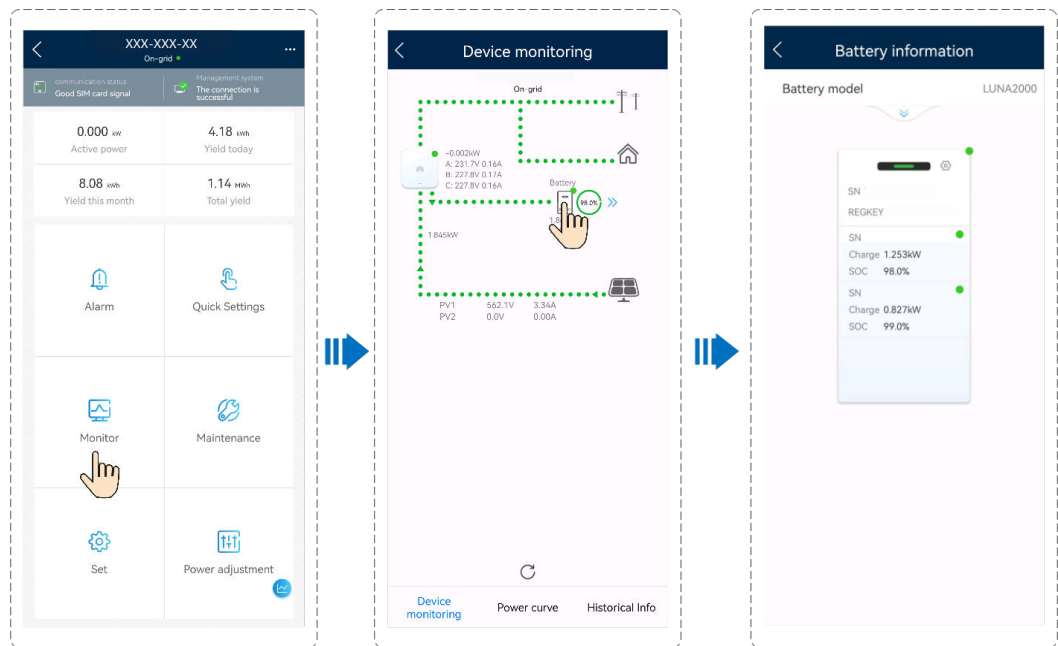 XXX-XXX-XX
On-grid
communication status
Good SIM card signal
Management system
The connection is
successful
0.000 kW
Active power
4.18 kWh
Yield today
8.08 kWh
Yield this month
1.14 MWh
Total yield
Alarm
Quick Settings
Monitor
Maintenance
Set
Power adjustment
Device monitoring
On-grid
-0.002kW
A: 231.7V 0.16A
B: 227.8V 0.17A
C: 227.8V 0.16A
Battery
98.0%
1.845kW
PV1 562.1V 3.34A
PV2 0.0V 0.00A
Device
monitoring
Power curve
Historical Info
Battery information
Battery model LUNA2000
SN
REGKEY
SN
Charge 1.253kW
SOC 98.0%
SN
Charge 0.827kW
SOC 99.0%